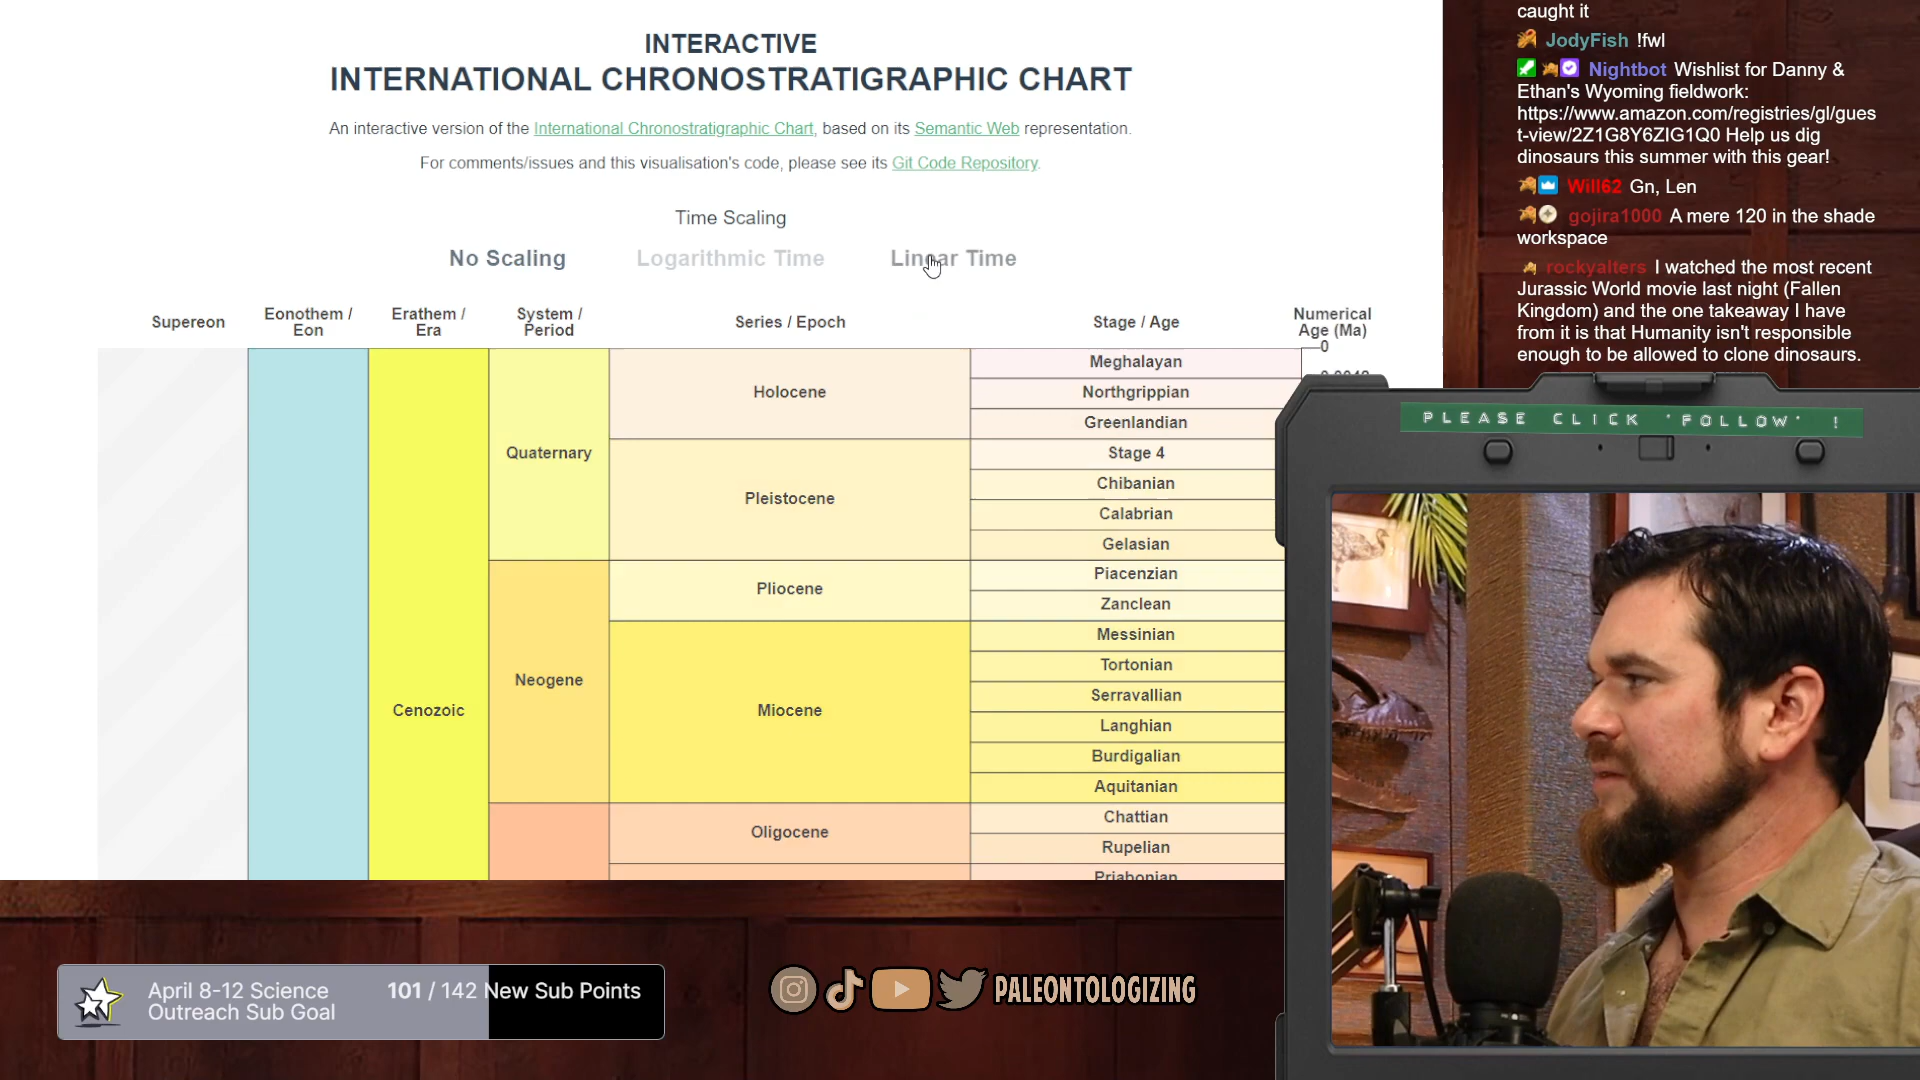 INTERACTIVE
INTERNATIONAL CHRONOSTRATIGRAPHIC CHART
An interactive version of the International Chronostratigraphic Chart, based on its Semantic Web representation.
For comments/issues and this visualisation's code, please see its Git Code Repository.
Time Scaling
No Scaling
Logarithmic Time
Linear Time
Supereon
Eonothem /
Eon
Erathem /
Era
System /
Period
Series / Epoch
Stage / Age
Numerical
Age (Ma)
0
Cenozoic
Quaternary
Neogene
Holocene
Pleistocene
Pliocene
Miocene
Oligocene
Meghalayan
Northgrippian
Greenlandian
Stage 4
Chibanian
Calabrian
Gelasian
Piacenzian
Zanclean
Messinian
Tortonian
Serravallian
Langhian
Burdigalian
Aquitanian
Chattian
Rupelian
Priabonian
caught it
JodyFish !fwl
Nightbot Wishlist for Danny &
Ethan's Wyoming fieldwork:
https://www.amazon.com/registries/gl/gues
t-view/2Z1G8Y6ZIG1Q0 Help us dig
dinosaurs this summer with this gear!
Will62 Gn, Len
gojira1000 A mere 120 in the shade
workspace
rockyalters I watched the most recent
Jurassic World movie last night (Fallen
Kingdom) and the one takeaway I have
from it is that Humanity isn't responsible
enough to be allowed to clone dinosaurs.
PLEASE CLICK 'FOLLOW' !
April 8-12 Science
Outreach Sub Goal
101 / 142 New Sub Points
PALEONTOLOGIZING